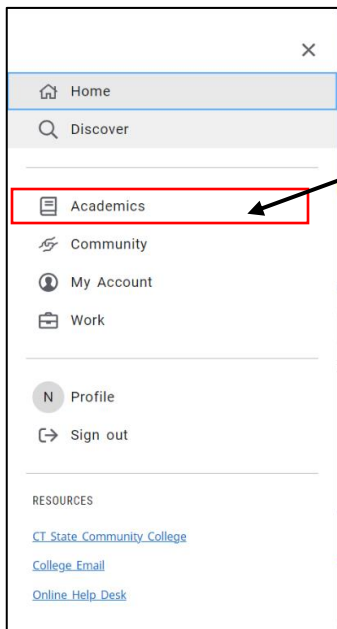 Home
Discover
Academics
Community
My Account
Work
N Profile
Sign out
RESOURCES
CT State Community College
College Email
Online Help Desk